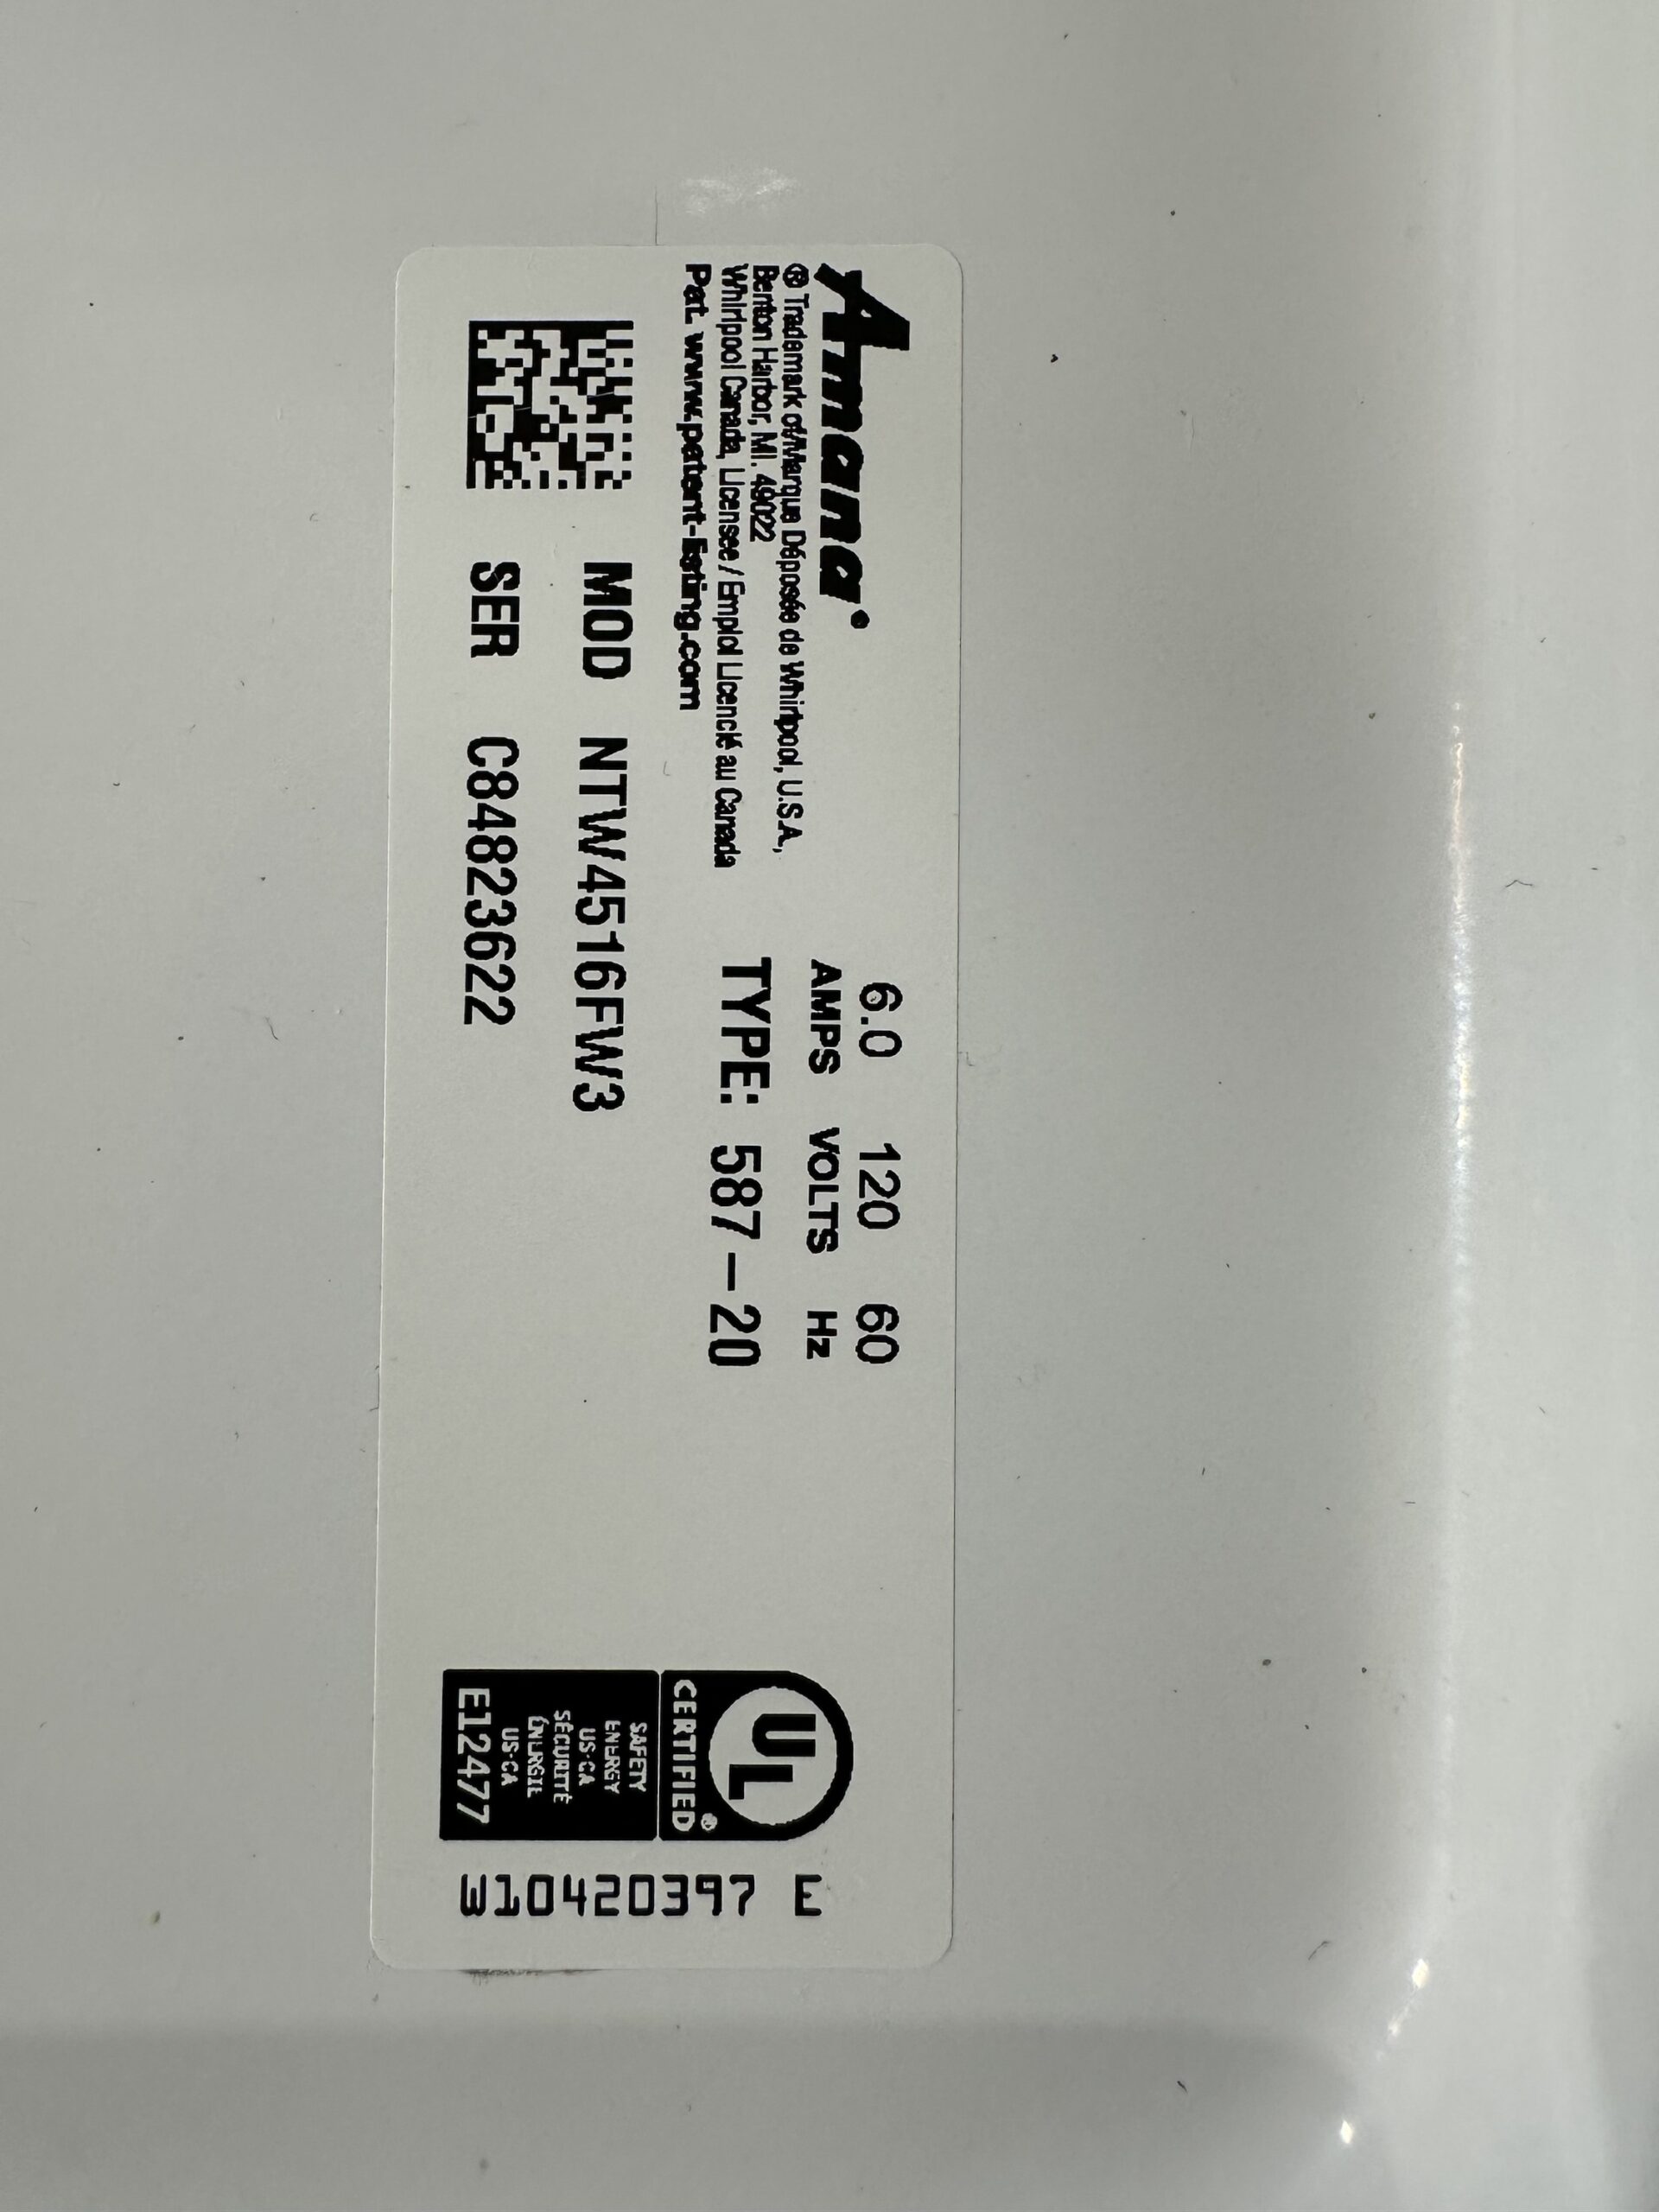 Amana®
® Trademark of/Marque Déposée de Whirlpool, U.S.A.,
Benton Harbor, MI. 49022
Whirlpool Canada, Licensee / Emploi Licencié au Canada
Pat. www.patent-listing.com
6.0 120 60
AMPS VOLTS Hz
TYPE: 587-20
MOD NTW4516FW3
SER C84823622
UL
CERTIFIED®
SAFETY
ENERGY
US-CA
SÉCURITÉ
ÉNERGIE
US-CA
E12477
W10420397 E